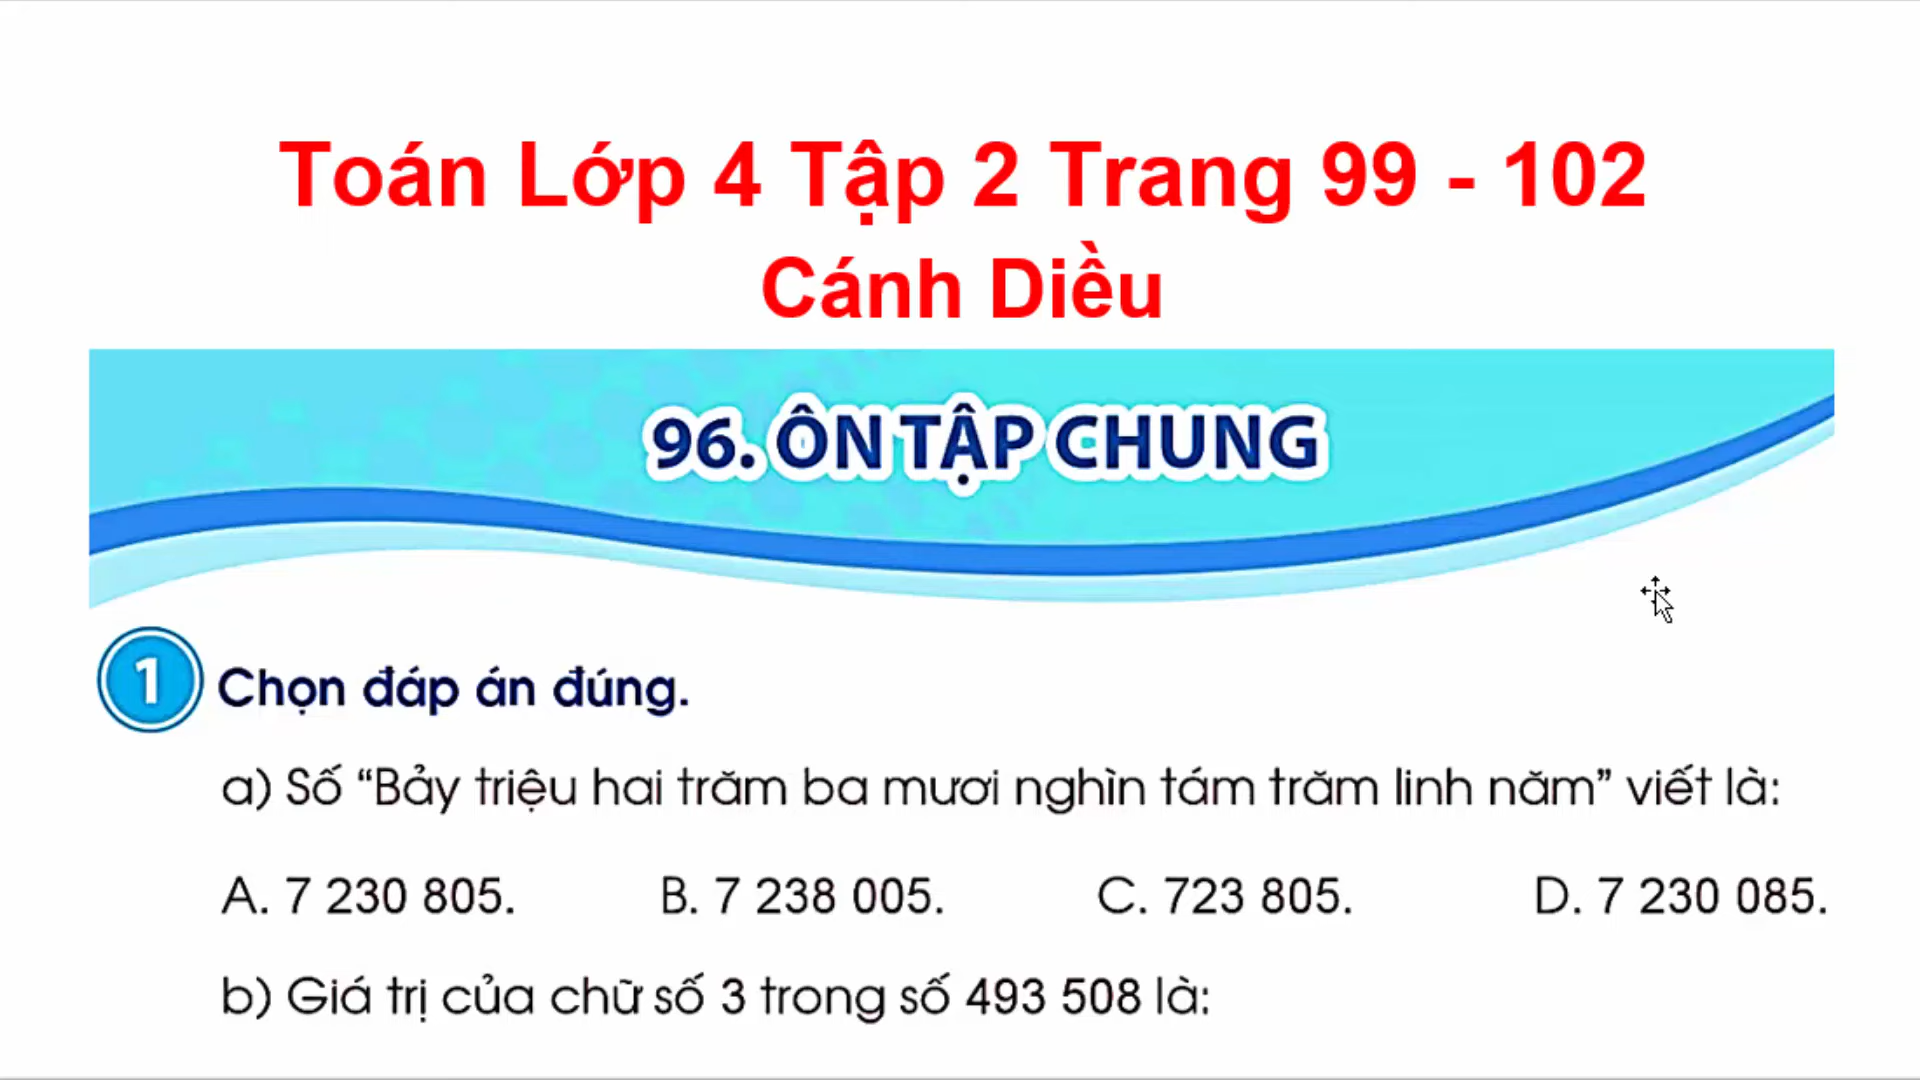 Toán Lớp 4 Tập 2 Trang 99 - 102
Cánh Diều
96. ÔN TẬP CHUNG
1 Chọn đáp án đúng.
a) Số “Bảy triệu hai trăm ba mươi nghìn tám trăm linh năm” viết là:
A. 7 230 805. B. 7 238 005. C. 723 805. D. 7 230 085.
b) Giá trị của chữ số 3 trong số 493 508 là: